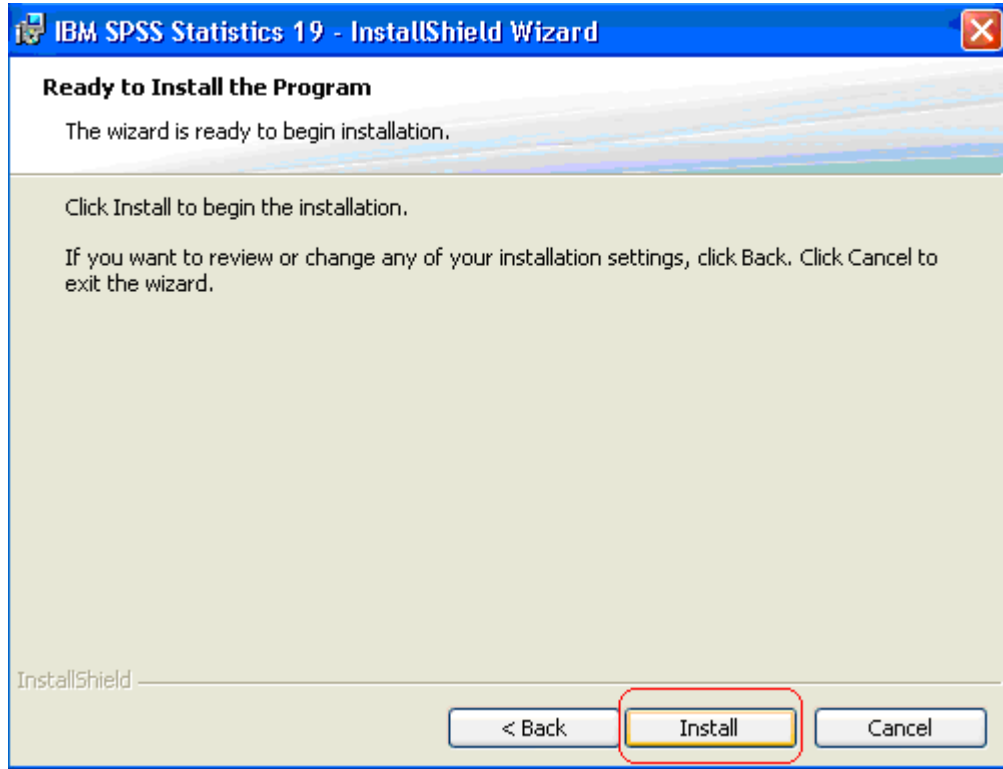 IBM SPSS Statistics 19 - InstallShield Wizard
Ready to Install the Program
The wizard is ready to begin installation.
Click Install to begin the installation.
If you want to review or change any of your installation settings, click Back. Click Cancel to
exit the wizard.
InstallShield
< Back
Install
Cancel